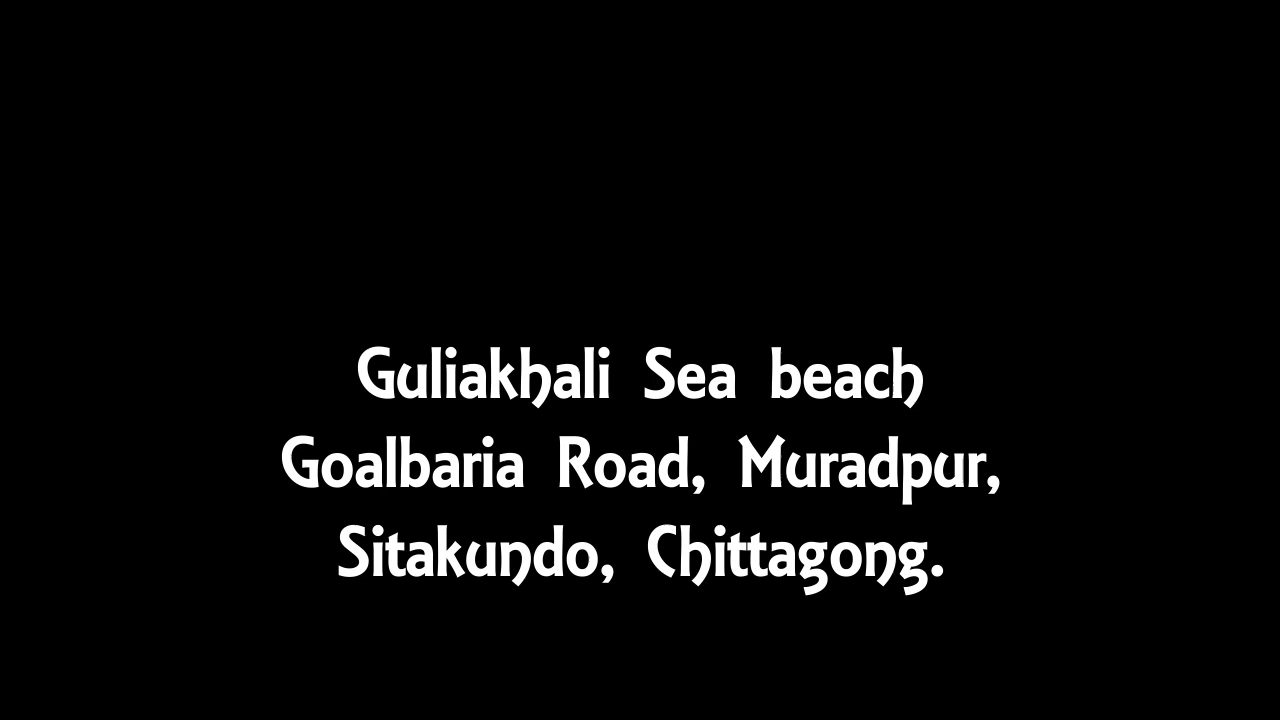 Guliakhali Sea beach
Goalbaria Road, Muradpur,
Sitakundo, Chittagong.